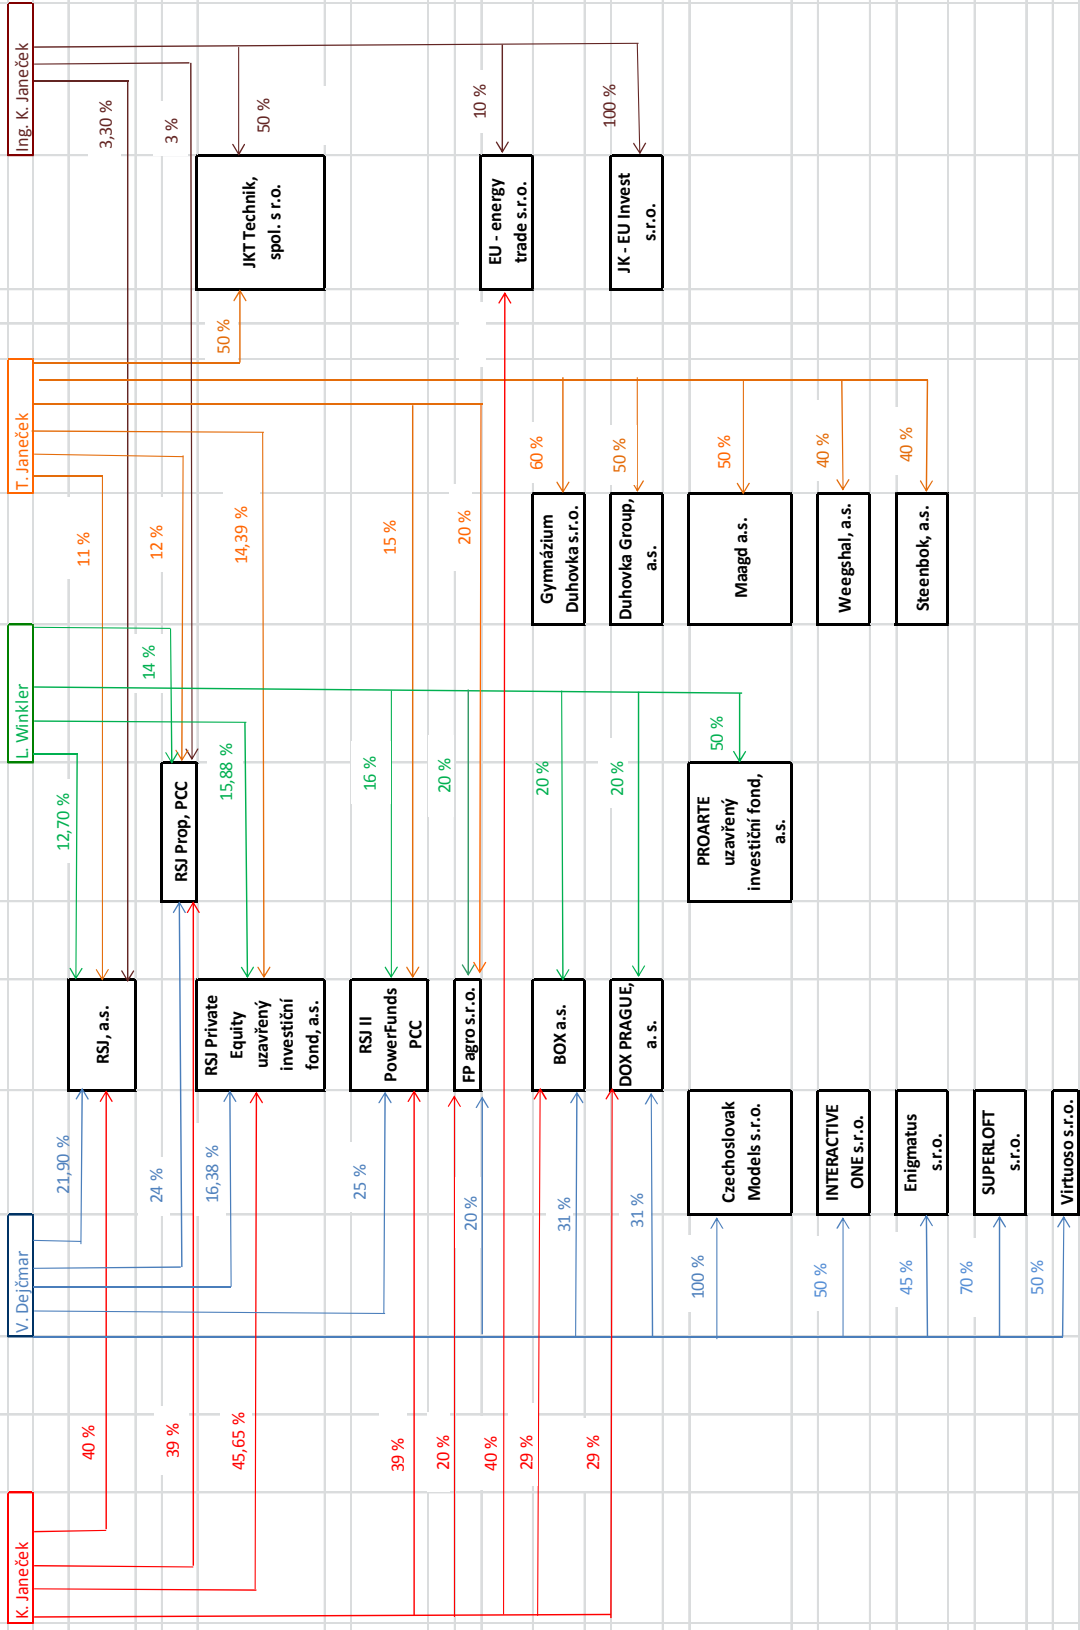 K. Janeček
V. Dejčmar
L. Winkler
T. Janeček
Ing. K. Janeček
40 %
21,90 %
RSJ, a.s.
12,70 %
11 %
3,30 %
39 %
24 %
RSJ Prop, PCC
14 %
12 %
3 %
45,65 %
16,38 %
RSJ Private
Equity
uzavřený
investiční
fond, a.s.
15,88 %
14,39 %
50 %
JKT Technik,
spol. s r.o.
50 %
39 %
25 %
RSJ II
PowerFunds
PCC
16 %
15 %
20 %
20 %
FP agro s.r.o.
20 %
20 %
40 %
EU - energy
trade s.r.o.
10 %
29 %
31 %
BOX a.s.
20 %
Gymnázium
Duhovka s.r.o.
60 %
29 %
31 %
DOX PRAGUE,
a.s.
20 %
Duhovka Group,
a.s.
50 %
JK - EU Invest
s.r.o.
100 %
100 %
Czechoslovak
Models s.r.o.
PROARTE
uzavřený
investiční fond,
a.s.
50 %
Maagd a.s.
50 %
50 %
INTERACTIVE
ONE s.r.o.
Weegshal, a.s.
40 %
45 %
Enigmatus
s.r.o.
Steenbok, a.s.
40 %
70 %
SUPERLOFT
s.r.o.
50 %
Virtuoso s.r.o.